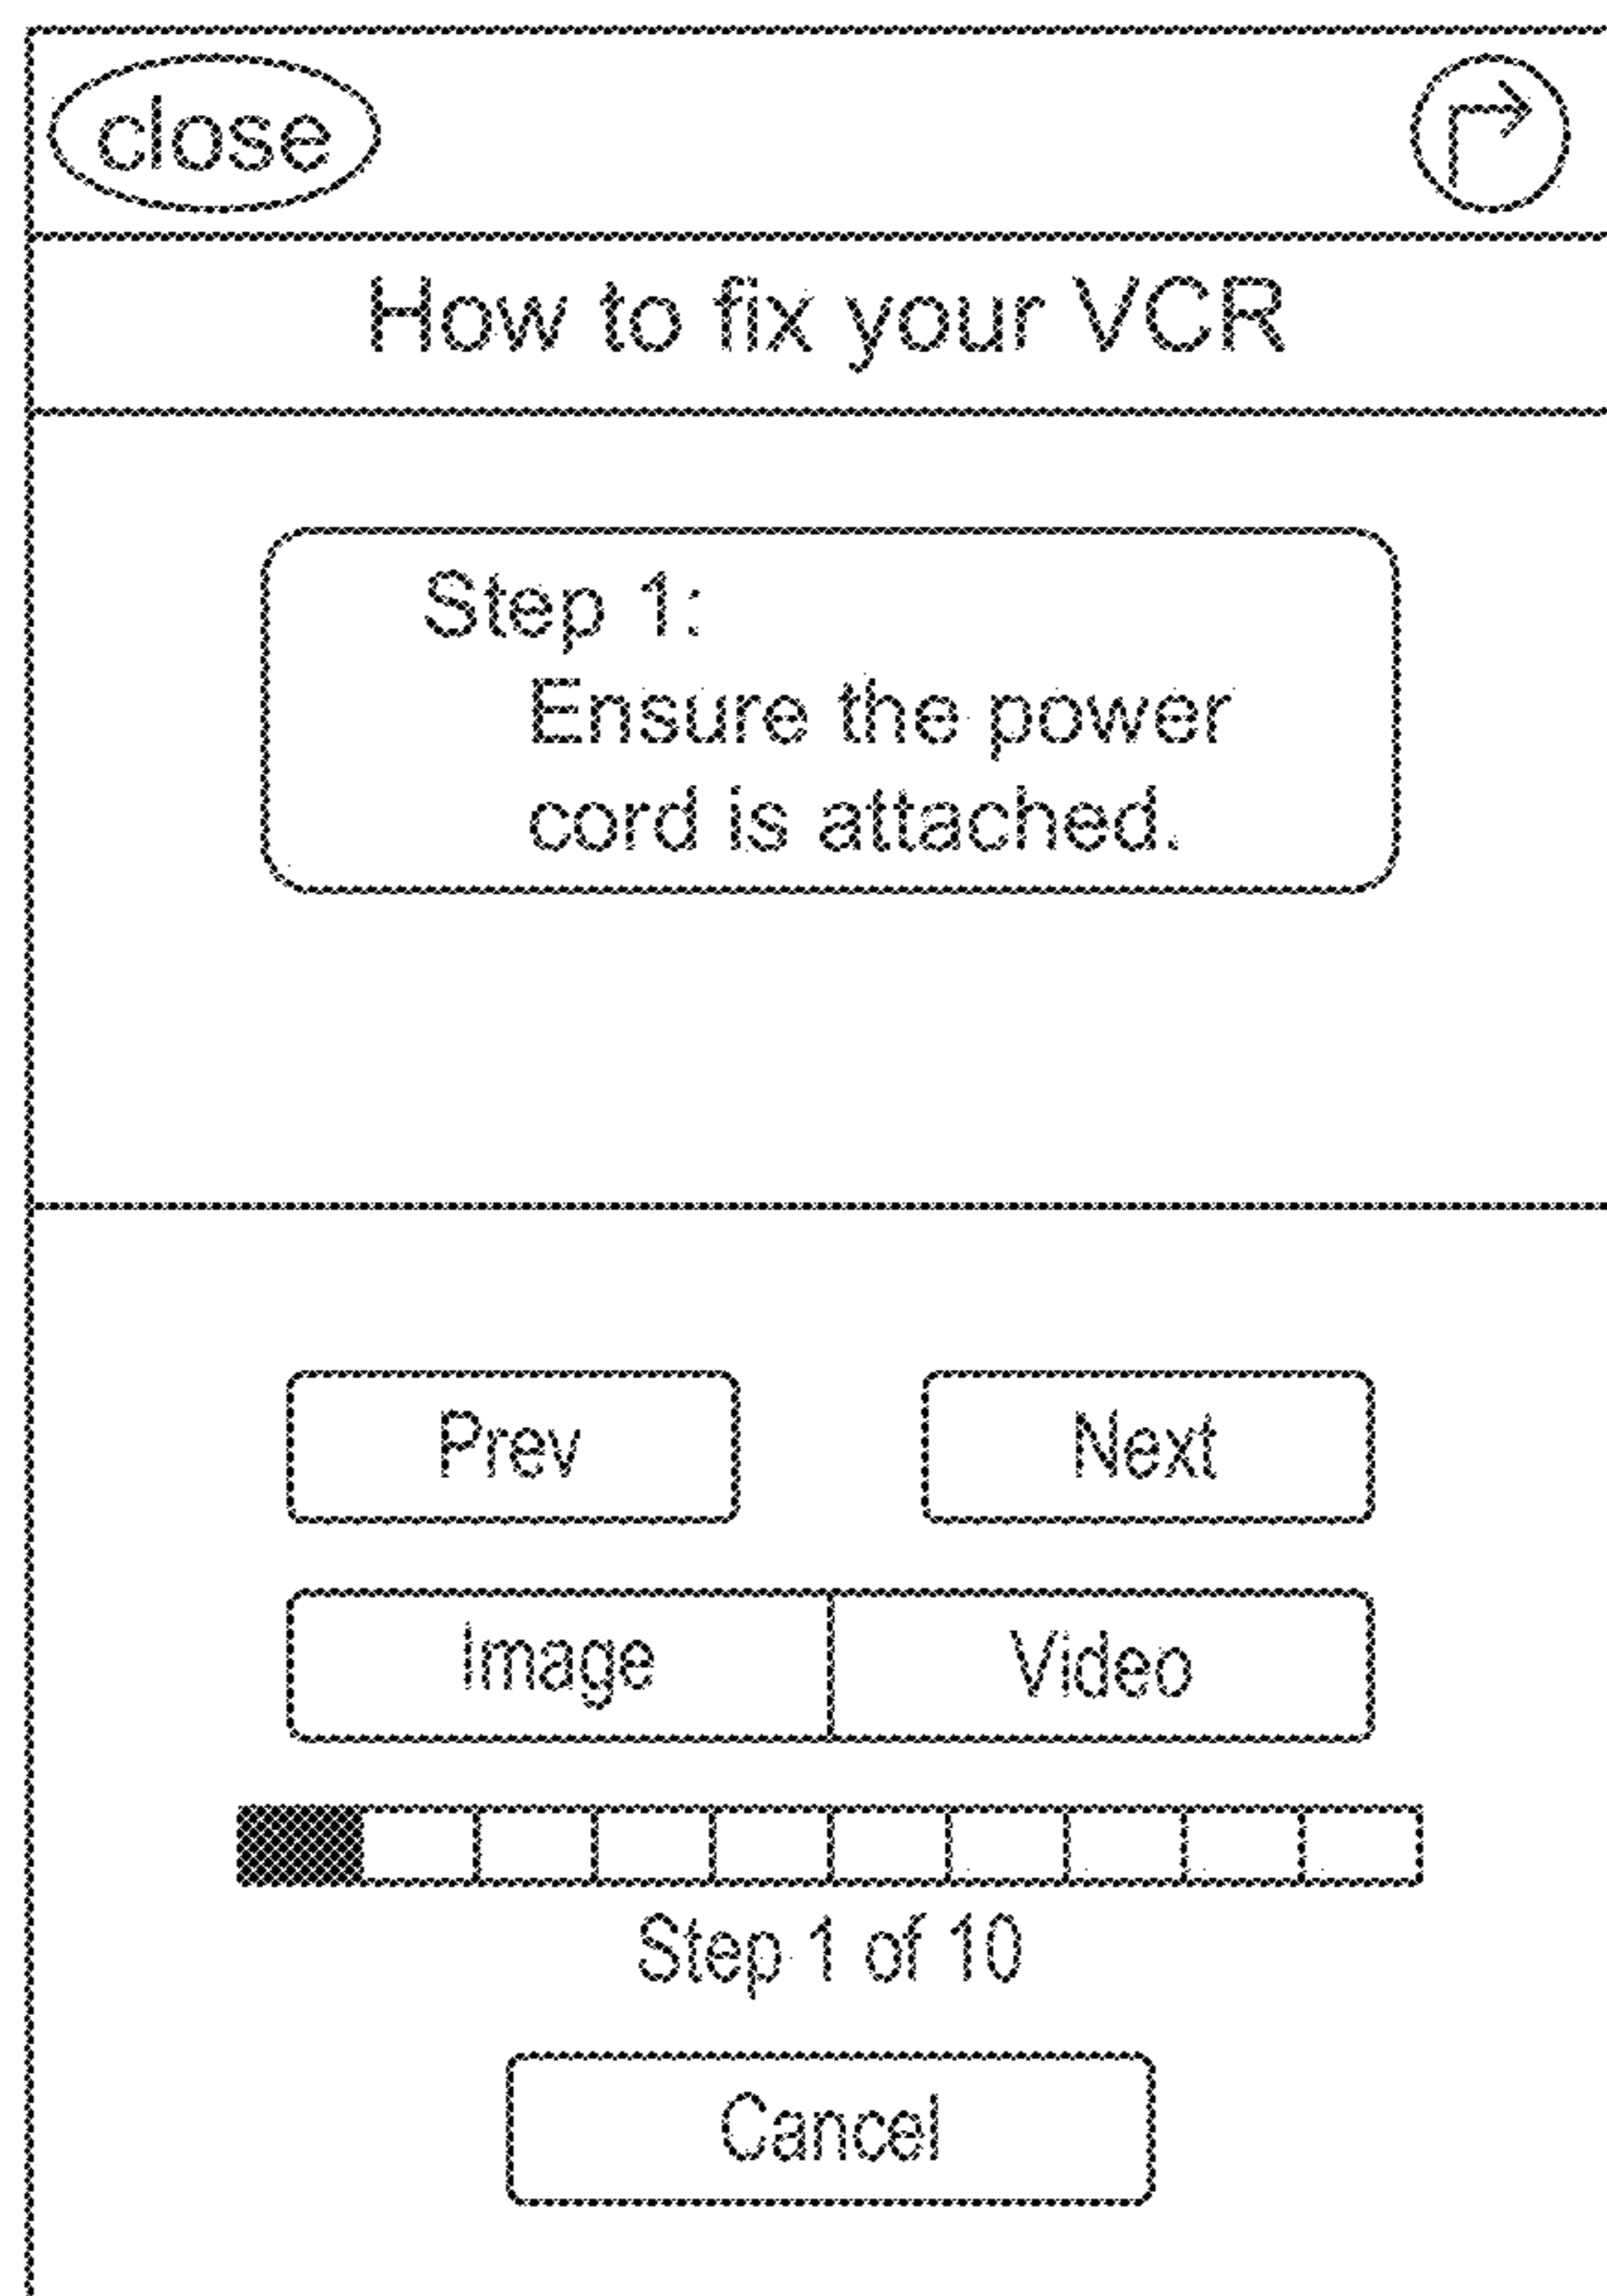 close
How to fix your VCR
Step 1:
Ensure the power
cord is attached.
Prev
Next
Image
Video
Step 1 of 10
Cancel